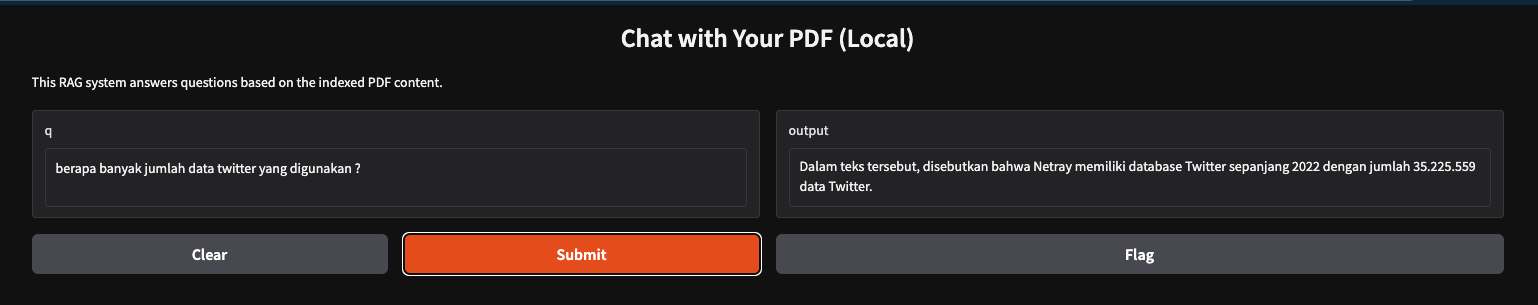 Chat with Your PDF (Local)
This RAG system answers questions based on the indexed PDF content.
q
berapa banyak jumlah data twitter yang digunakan ?
output
Dalam teks tersebut, disebutkan bahwa Netray memiliki database Twitter sepanjang 2022 dengan jumlah 35.225.559
data Twitter.
Clear
Submit
Flag